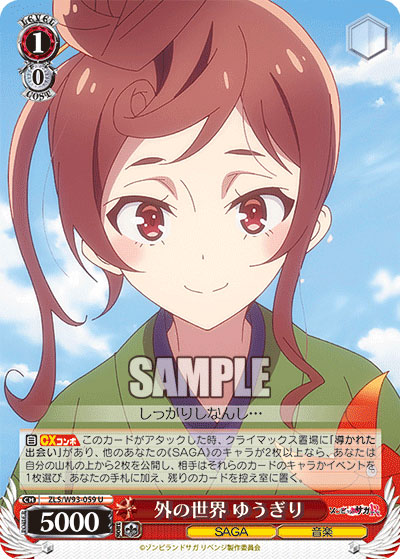 LEVEL
1
0
COST
SAMPLE
しっかりしなんし…
【自】 CXコンボ このカードがアタックした時、クライマックス置場に「導かれた
出会い」があり、他のあなたの《SAGA》のキャラが2枚以上なら、あなたは
自分の山札の上から2枚を公開し、相手はそれらのカードのキャラかイベントを
1枚選び、あなたの手札に加え、残りのカードを控え室に置く。
CH ZLS/W93-059 U
5000
外の世界 ゆうぎり
SAGA 音楽
©ゾンビランドサガ リベンジ製作委員会